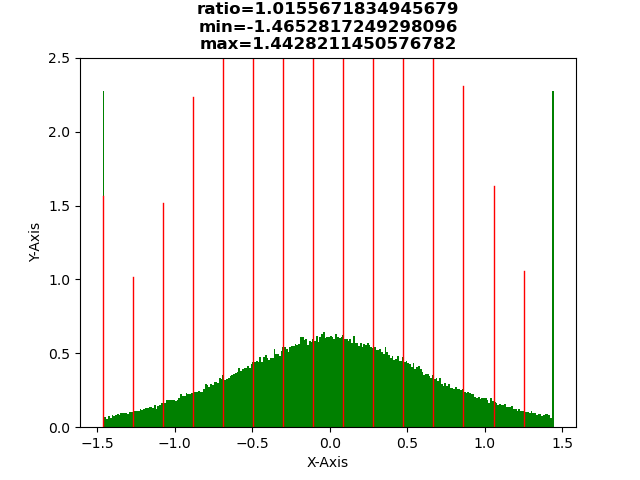 ratio=1.0155671834945679
min=-1.4652817249298096
max=1.4428211450576782
2.5
2.0
1.5
1.0
0.5
0.0
Y-Axis
−1.5 −1.0 −0.5 0.0 0.5 1.0 1.5
X-Axis